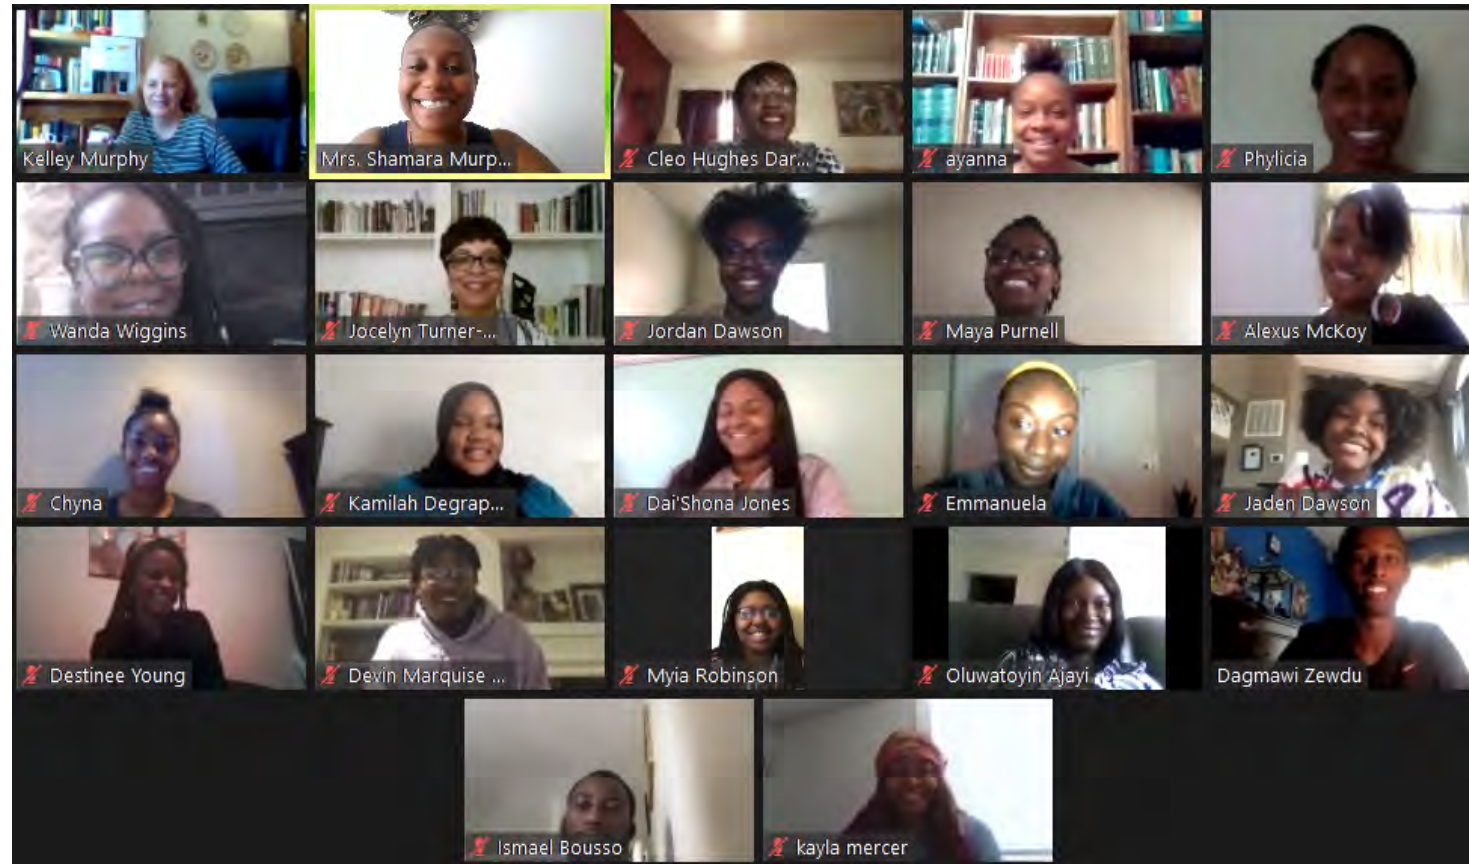 Kelley Murphy
Mrs. Shamara Murp...
Cleo Hughes Dar...
ayanna
Phylicia
Wanda Wiggins
Jocelyn Turner-...
Jordan Dawson
Maya Purnell
Alexus McKoy
Chyna
Kamilah Degrap...
Dai'Shona Jones
Emmanuela
Jaden Dawson
Destinee Young
Devin Marquise ...
Myia Robinson
Oluwatoyin Ajayi
Dagmawi Zewdu
Ismael Bousso
kayla mercer